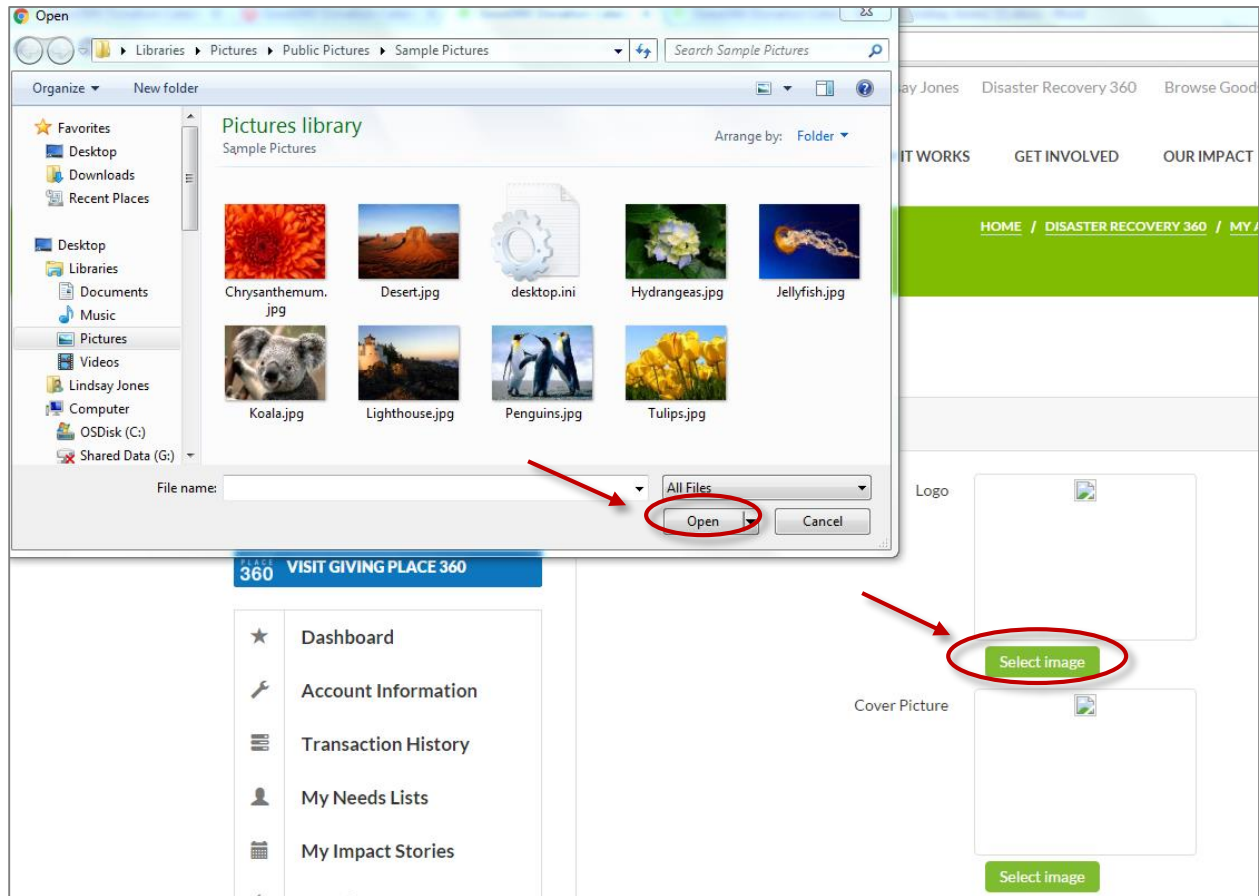 Open
Libraries Pictures Public Pictures Sample Pictures
Search Sample Pictures
Organize New folder
Favorites
Desktop
Downloads
Recent Places
Desktop
Libraries
Documents
Music
Pictures
Videos
Lindsay Jones
Computer
OSDisk (C:)
Shared Data (G:)
Pictures library
Sample Pictures
Arrange by: Folder
Chrysanthemum.
jpg
Desert.jpg
desktop.ini
Hydrangeas.jpg
Jellyfish.jpg
Koala.jpg
Lighthouse.jpg
Penguins.jpg
Tulips.jpg
File name:
All Files
Open
Cancel
Jones Disaster Recovery 360 Browse Good
IT WORKS GET INVOLVED OUR IMPACT
HOME / DISASTER RECOVERY 360 / MY
PLACE
360 VISIT GIVING PLACE 360
Dashboard
Account Information
Transaction History
My Needs Lists
My Impact Stories
Logo
Select image
Cover Picture
Select image